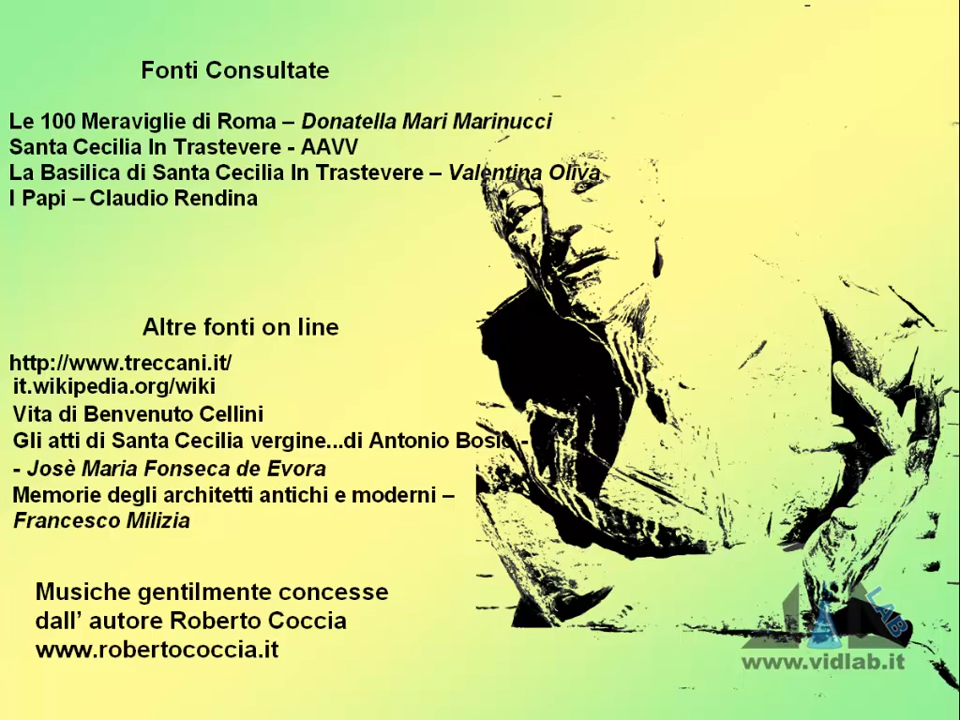 Fonti Consultate
Le 100 Meraviglie di Roma – Donatella Mari Marinucci
Santa Cecilia In Trastevere - AAVV
La Basilica di Santa Cecilia In Trastevere – Valentina Oliva
I Papi – Claudio Rendina
Altre fonti on line
http://www.treccani.it/
it.wikipedia.org/wiki
Vita di Benvenuto Cellini
Gli atti di Santa Cecilia vergine...di Antonio Bosio -
- Josè Maria Fonseca de Evora
Memorie degli architetti antichi e moderni –
Francesco Milizia
Musiche gentilmente concesse
dall’ autore Roberto Coccia
www.robertococcia.it
LAB
www.vidlab.it